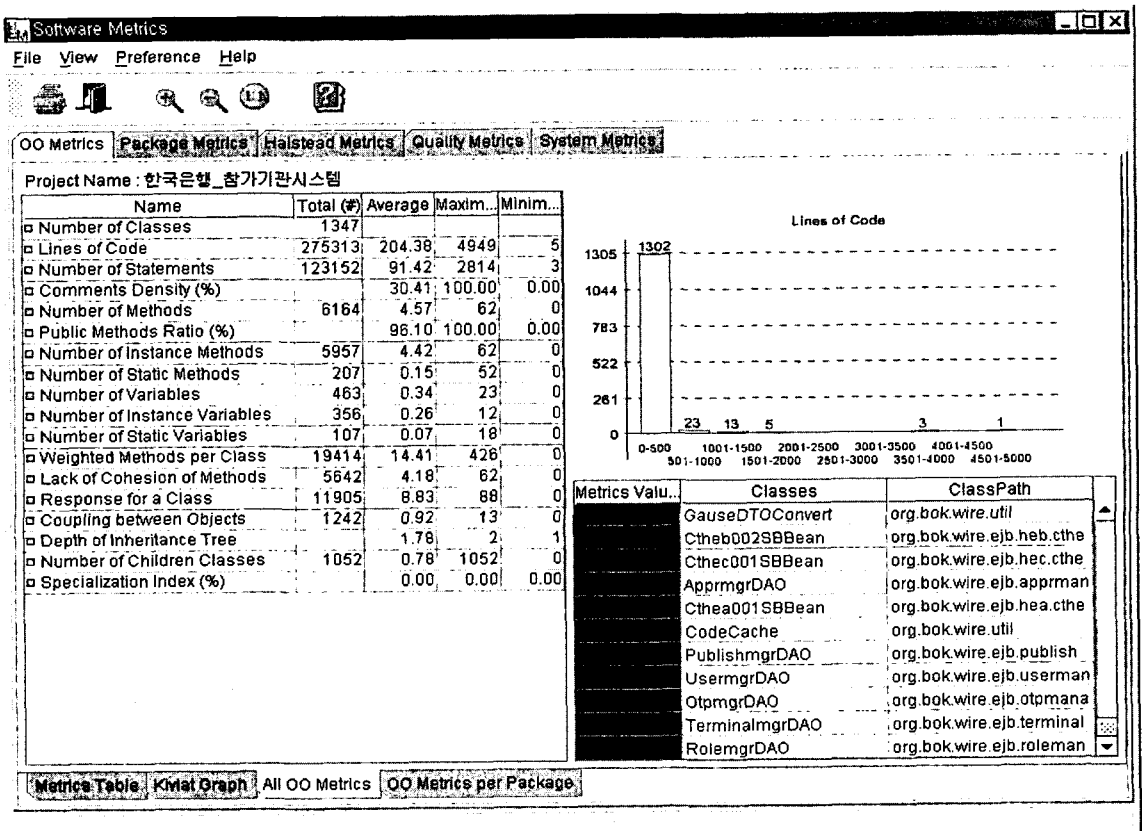 Software Metrics
File View Preference Help
OO Metrics Package Metrics Halstead Metrics Quality Metrics System Metrics
Project Name : 한국은행_참가기관시스템
Name Total (#) Average Maxim... Minim...
Number of Classes 1347
Lines of Code 275313 204.38 4949 5
Number of Statements 123152 91.42 2814 3
Comments Density (%) 30.41 100.00 0.00
Number of Methods 6164 4.57 62 0
Public Methods Ratio (%) 96.10 100.00 0.00
Number of Instance Methods 5957 4.42 62 0
Number of Static Methods 207 0.15 52 0
Number of Variables 463 0.34 23 0
Number of Instance Variables 356 0.26 12 0
Number of Static Variables 107 0.07 18 0
Weighted Methods per Class 19414 14.41 426 0
Lack of Cohesion of Methods 5642 4.18 62 0
Response for a Class 11905 8.83 88 0
Coupling between Objects 1242 0.92 13 0
Depth of Inheritance Tree 1.78 2 1
Number of Children Classes 1052 0.78 1052 0
Specialization Index (%) 0.00 0.00 0.00
Lines of Code
1305
1044
783
522
261
0
1302 23 13 5 3 1
0-500 1001-1500 2001-2500 3001-3500 4001-4500
501-1000 1501-2000 2501-3000 3501-4000 4501-5000
Metrics Valu... Classes ClassPath
GauseDTOConvert org.bok.wire.util
Ctheb002SBBean org.bok.wire.ejb.heb.cthe
Cthec001SBBean org.bok.wire.ejb.hec.cthe
ApprmgrDAO org.bok.wire.ejb.apprman
Cthea001SBBean org.bok.wire.ejb.hea.cthe
CodeCache org.bok.wire.util
PublishmgrDAO org.bok.wire.ejb.publish
UsermgrDAO org.bok.wire.ejb.userman
OtpmgrDAO org.bok.wire.ejb.otpmana
TerminalmgrDAO org.bok.wire.ejb.terminal
RolemgrDAO org.bok.wire.ejb.roleman
Metrics Table Kiviat Graph All OO Metrics OO Metrics per Package